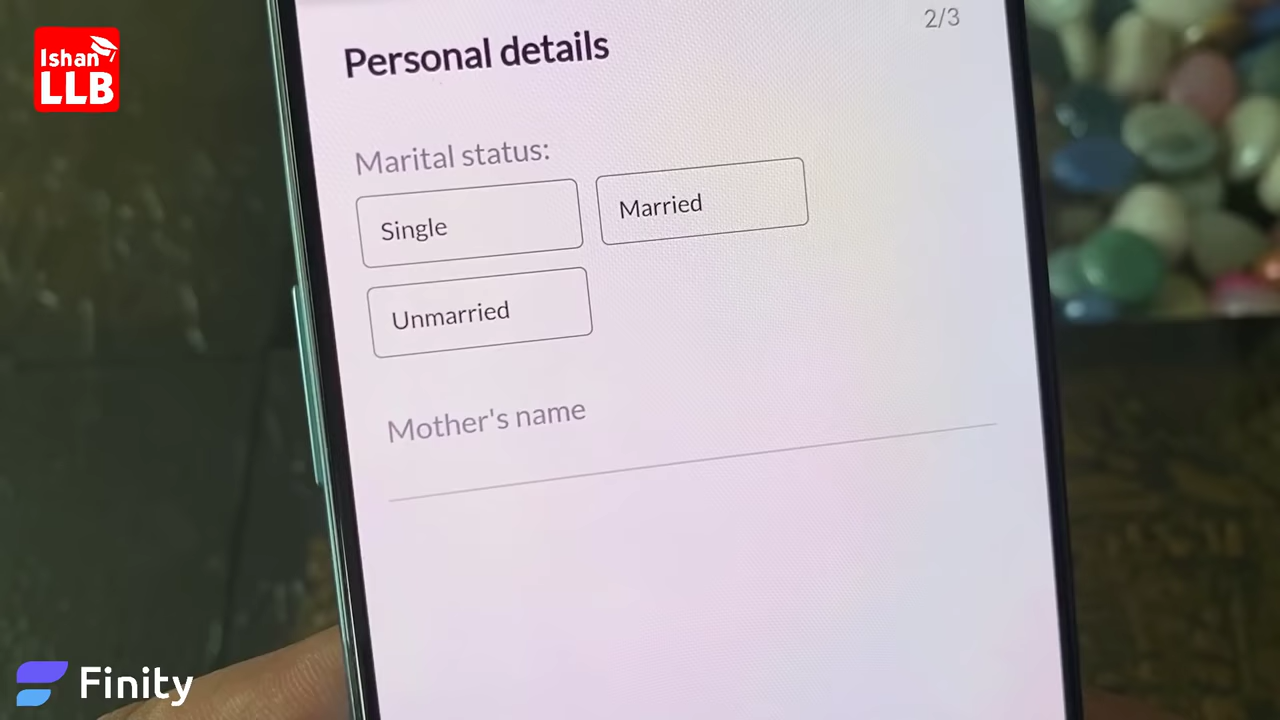 Ishan
LLB
2/3
Personal details
Marital status:
Single
Married
Unmarried
Mother's name
Finity